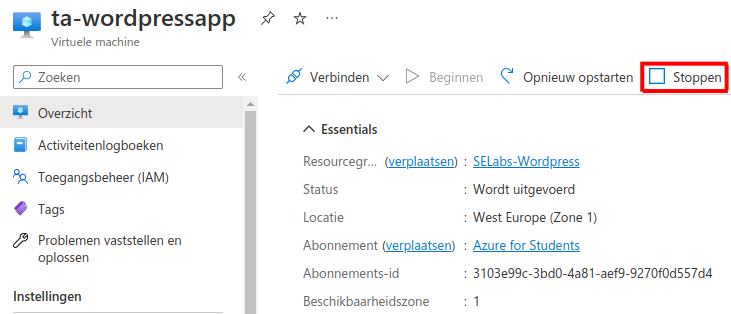 ta-wordpressapp
Virtuele machine
Zoeken
Overzicht
Activiteitenlogboeken
Toegangsbeheer (IAM)
Tags
Problemen vaststellen en
oplossen
Instellingen
Verbinden Beginnen Opnieuw opstarten Stoppen
Essentials
Resourcegr... (verplaatsen) : SELabs-Wordpress
Status : Wordt uitgevoerd
Locatie : West Europe (Zone 1)
Abonnement (verplaatsen) : Azure for Students
Abonnements-id : 3103e99c-3bd0-4a81-aef9-9270f0d557d4
Beschikbaarheidszone : 1